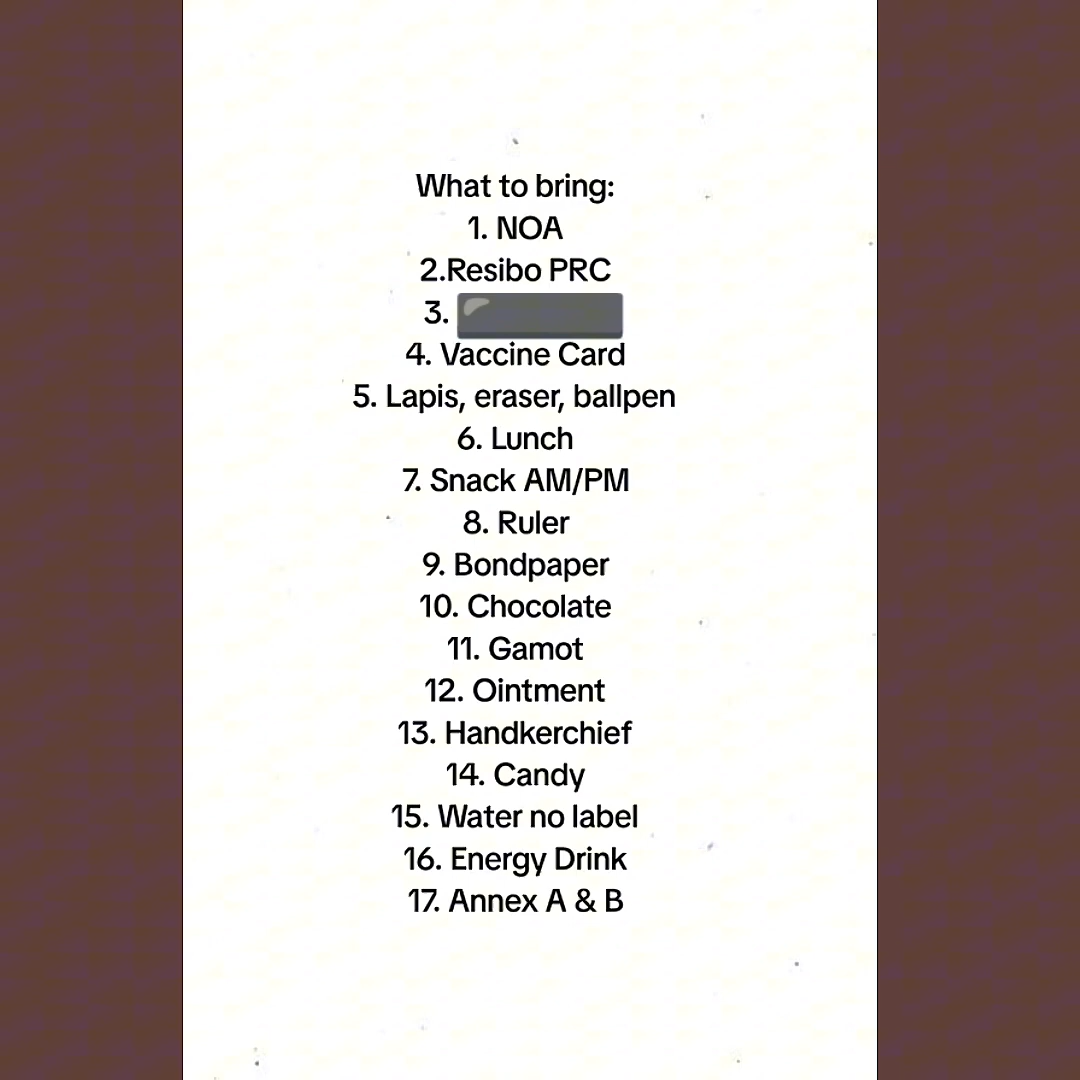 What to bring:
1. NOA
2.Resibo PRC
3.
4. Vaccine Card
5. Lapis, eraser, ballpen
6. Lunch
7. Snack AM/PM
8. Ruler
9. Bondpaper
10. Chocolate
11. Gamot
12. Ointment
13. Handkerchief
14. Candy
15. Water no label
16. Energy Drink
17. Annex A & B